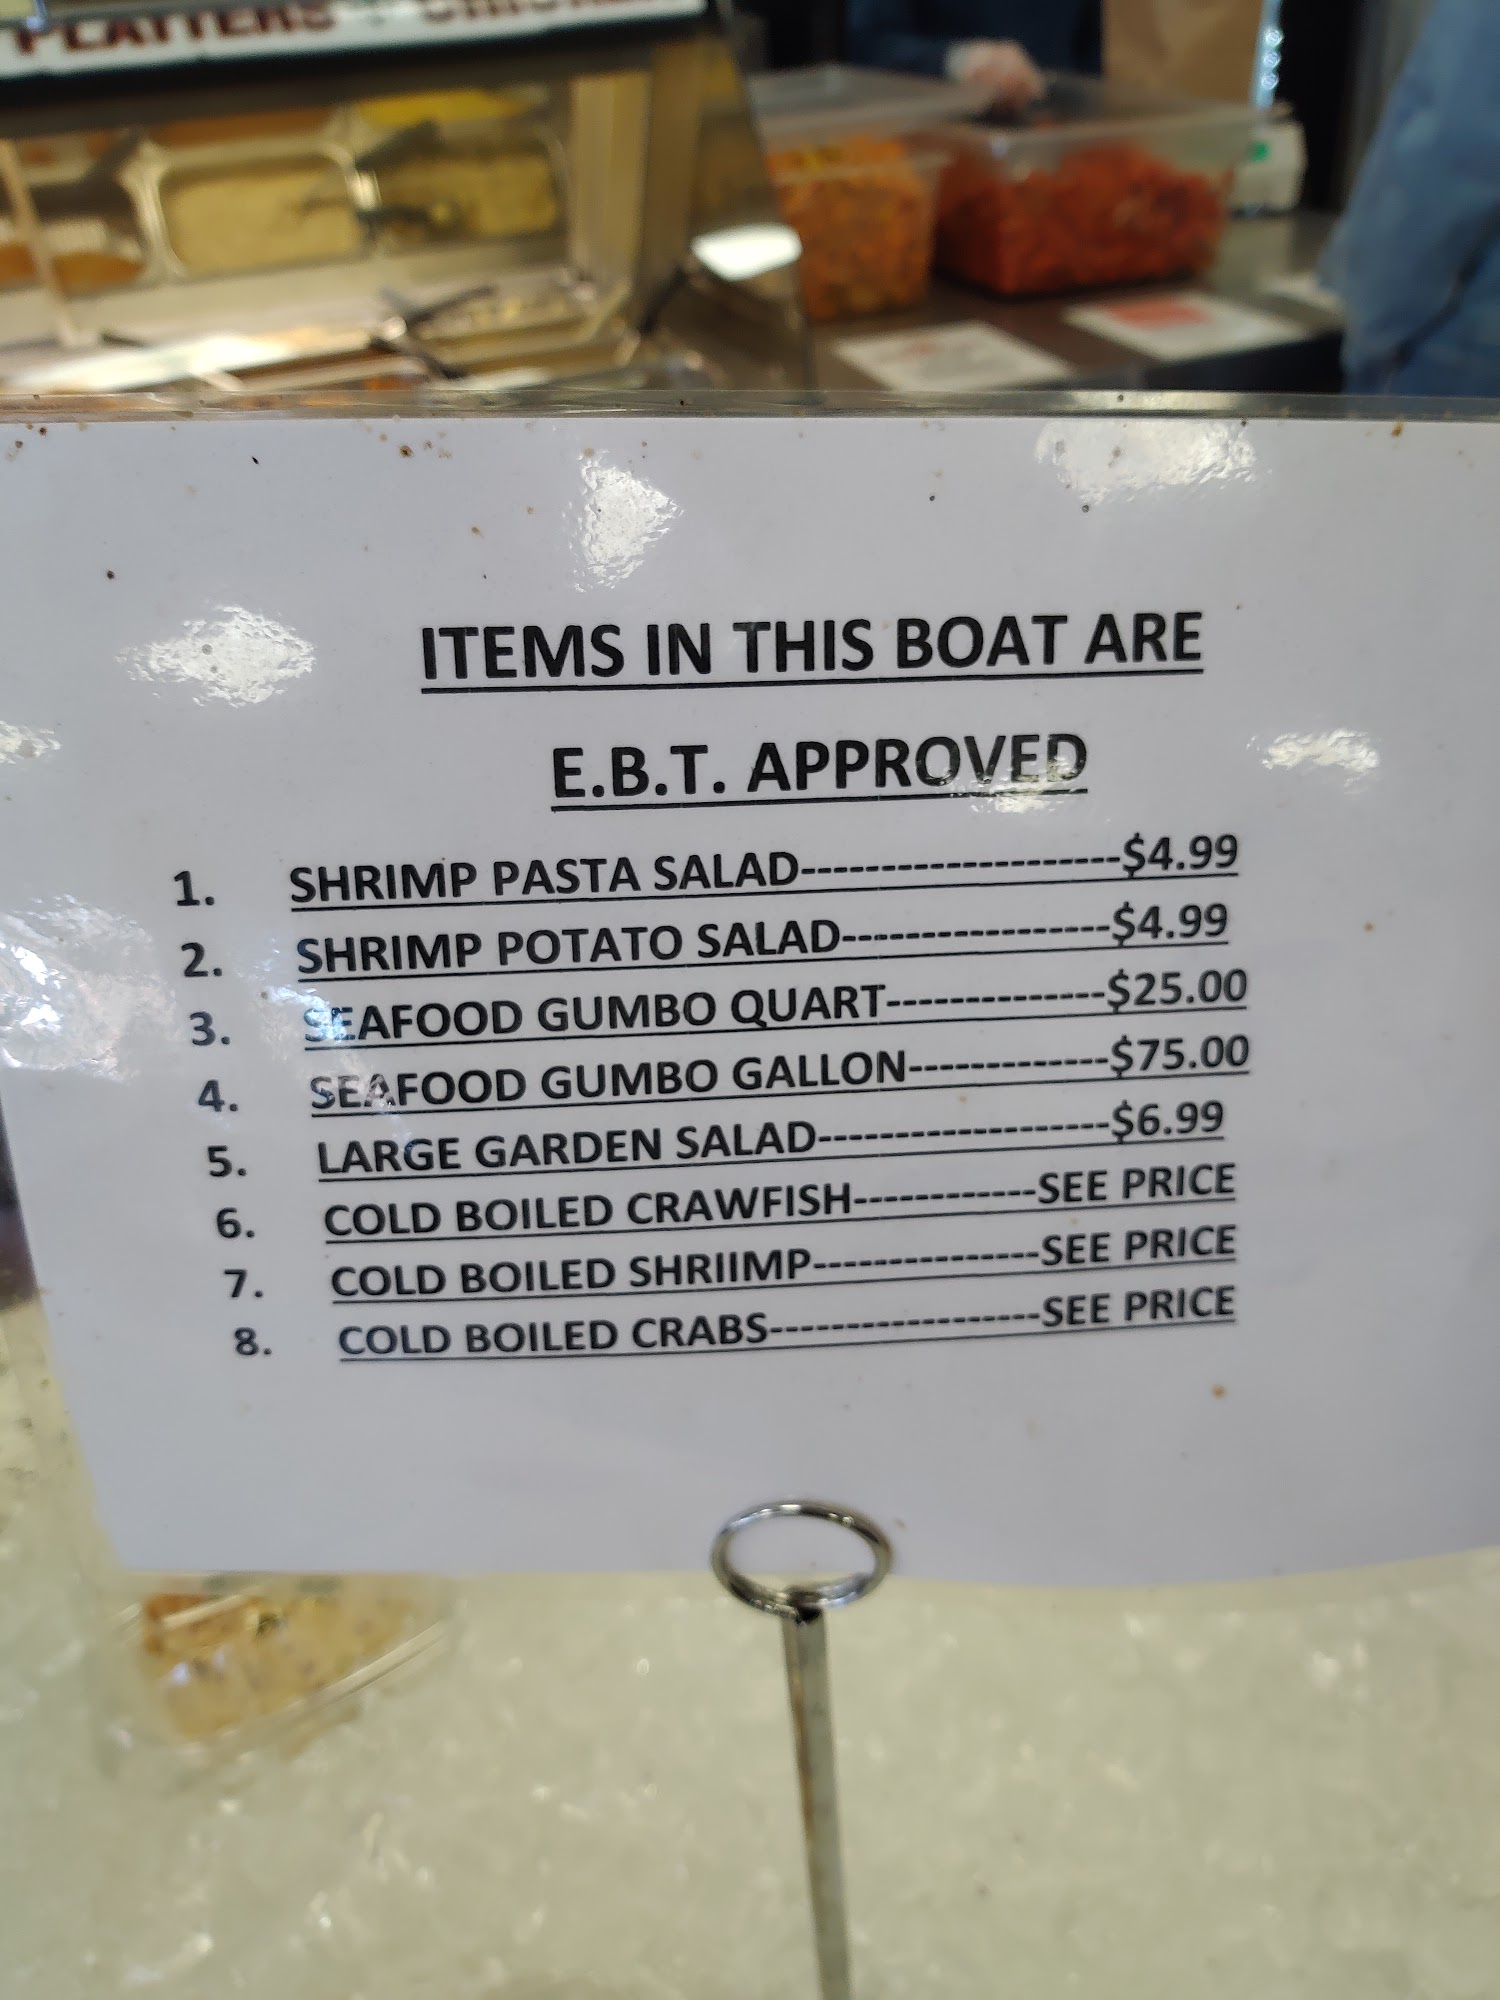 PLATTERS
ITEMS IN THIS BOAT ARE
E.B.T. APPROVED
1. SHRIMP PASTA SALAD--------------------$4.99
2. SHRIMP POTATO SALAD-----------------$4.99
3. SEAFOOD GUMBO QUART--------------$25.00
4. SEAFOOD GUMBO GALLON-------------$75.00
5. LARGE GARDEN SALAD-------------------$6.99
6. COLD BOILED CRAWFISH------------SEE PRICE
7. COLD BOILED SHRIIMP---------------SEE PRICE
8. COLD BOILED CRABS------------------SEE PRICE